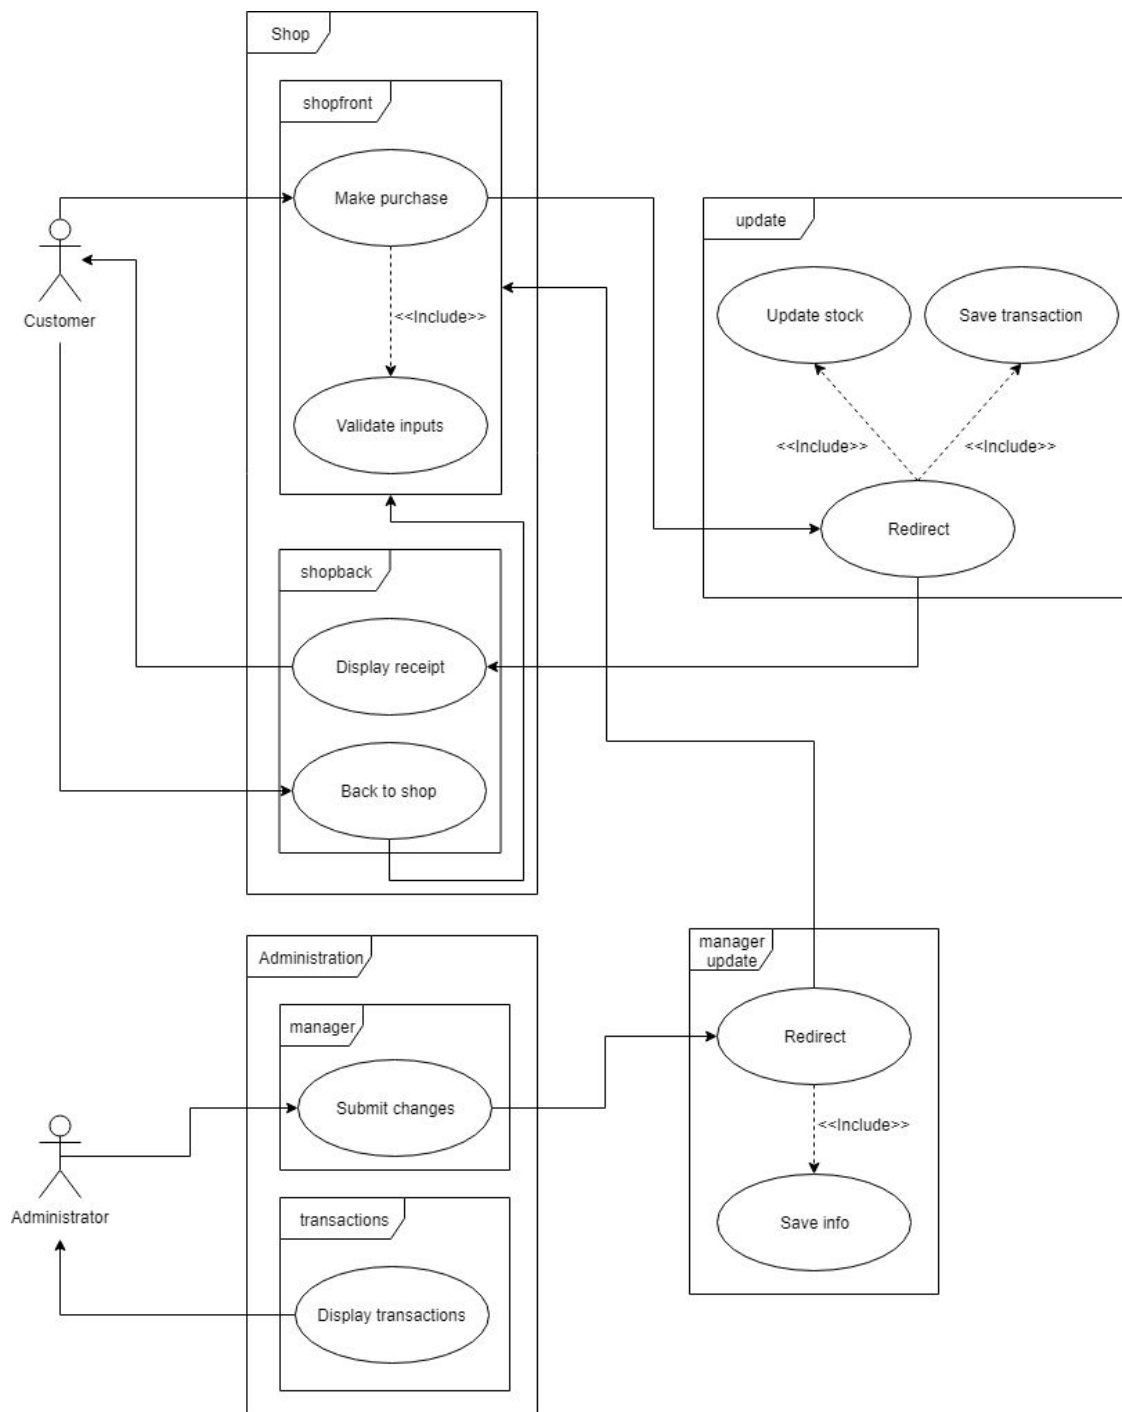 Shop
shopfront
Make purchase
<<Include>>
Validate inputs
Customer
update
Update stock
Save transaction
<<Include>>
<<Include>>
Redirect
shopback
Display receipt
Back to shop
Administration
manager
Submit changes
Administrator
transactions
Display transactions
manager
update
Redirect
<<Include>>
Save info